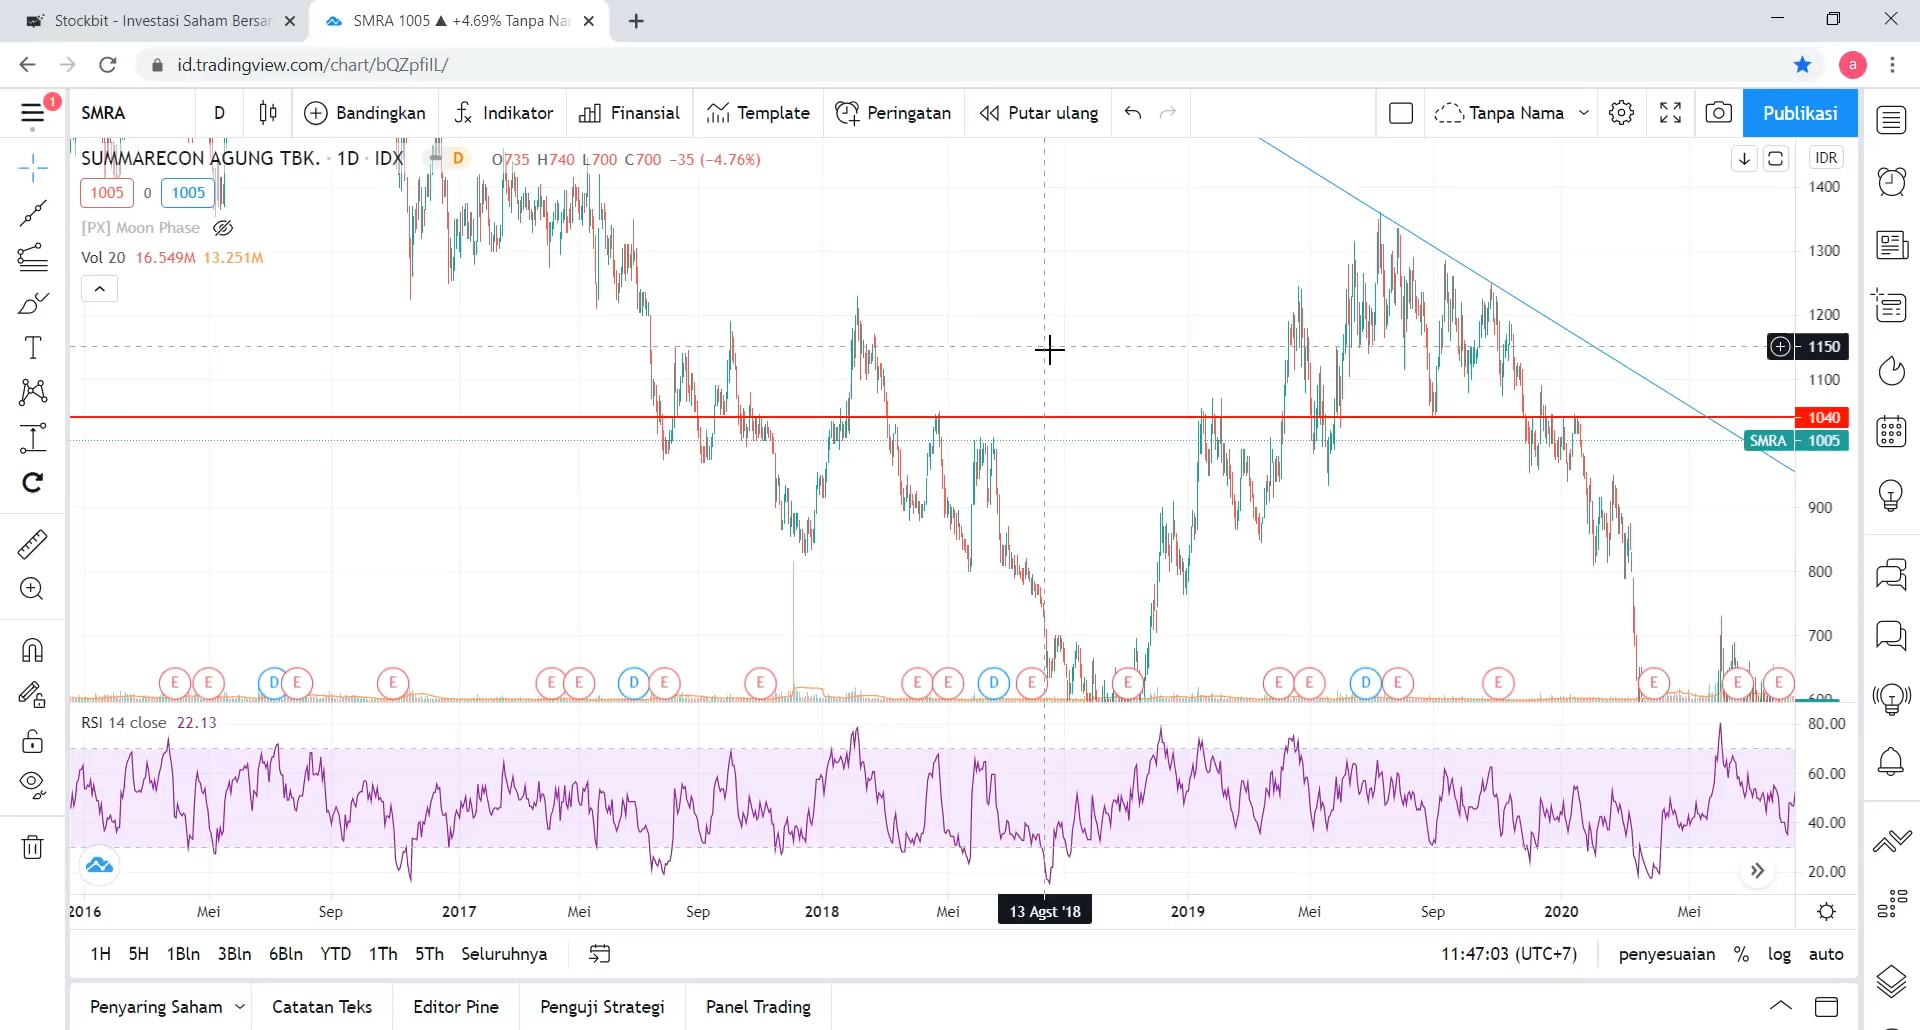 Stockbit - Investasi Saham Bersar
SMRA 1005 ▲ +4.69% Tanpa Na
id.tradingview.com/chart/bQZpfiIL/
a
1
SMRA
D
Bandingkan
Indikator
Finansial
Template
Peringatan
Putar ulang
Tanpa Nama
Publikasi
SUMMARECON AGUNG TBK. · 1D · IDX
D
O735 H740 L700 C700 −35 (−4.76%)
IDR
1005
0
1005
[PX] Moon Phase
Vol 20 16.549M 13.251M
1400
1300
1200
1150
1100
1040
SMRA 1005
900
800
700
600
E E D E E E E D E E E E D E E E E D E E E E E
RSI 14 close 22.13
80.00
60.00
40.00
20.00
2016 Mei Sep 2017 Mei Sep 2018 Mei 13 Agst '18 2019 Mei Sep 2020 Mei
1H 5H 1Bln 3Bln 6Bln YTD 1Th 5Th Seluruhnya
11:47:03 (UTC+7)
penyesuaian % log auto
Penyaring Saham
Catatan Teks
Editor Pine
Penguji Strategi
Panel Trading